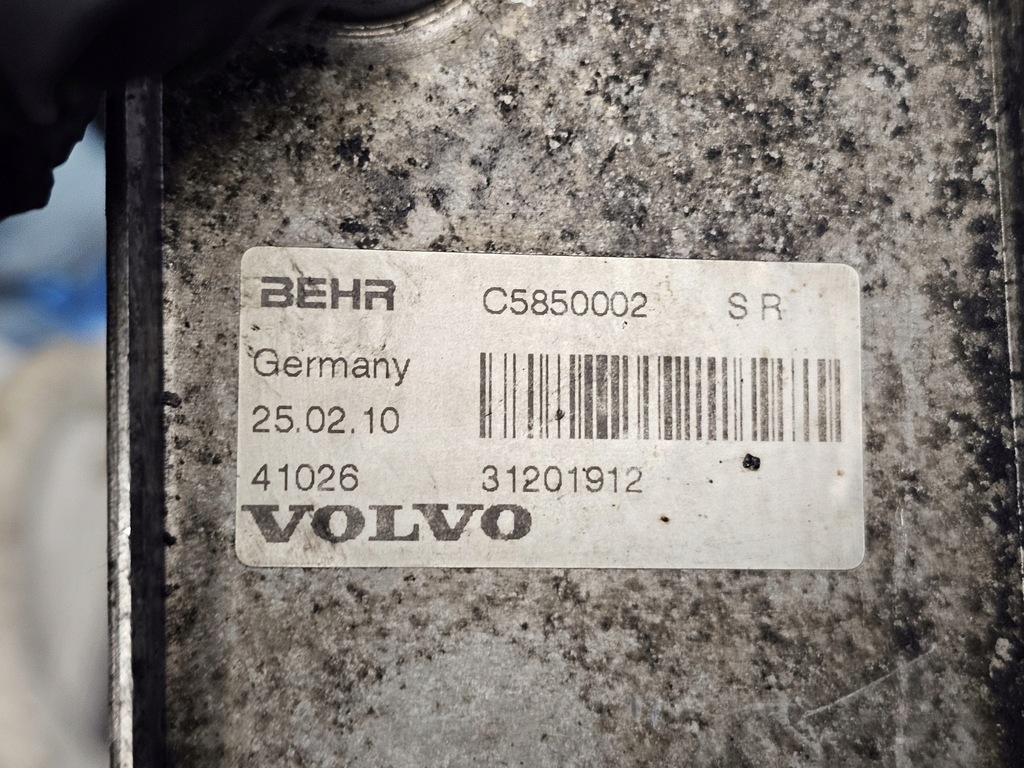 BEHR C5850002 S R
Germany
25.02.10
41026 31201912
VOLVO